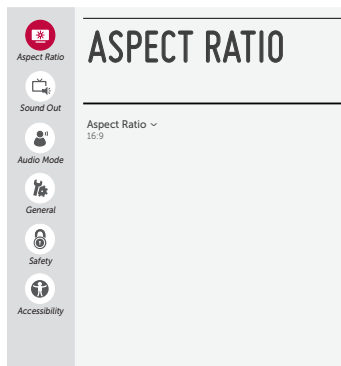 Aspect Ratio
Sound Out
Audio Mode
General
Safety
Accessibility
ASPECT RATIO
Aspect Ratio
16:9